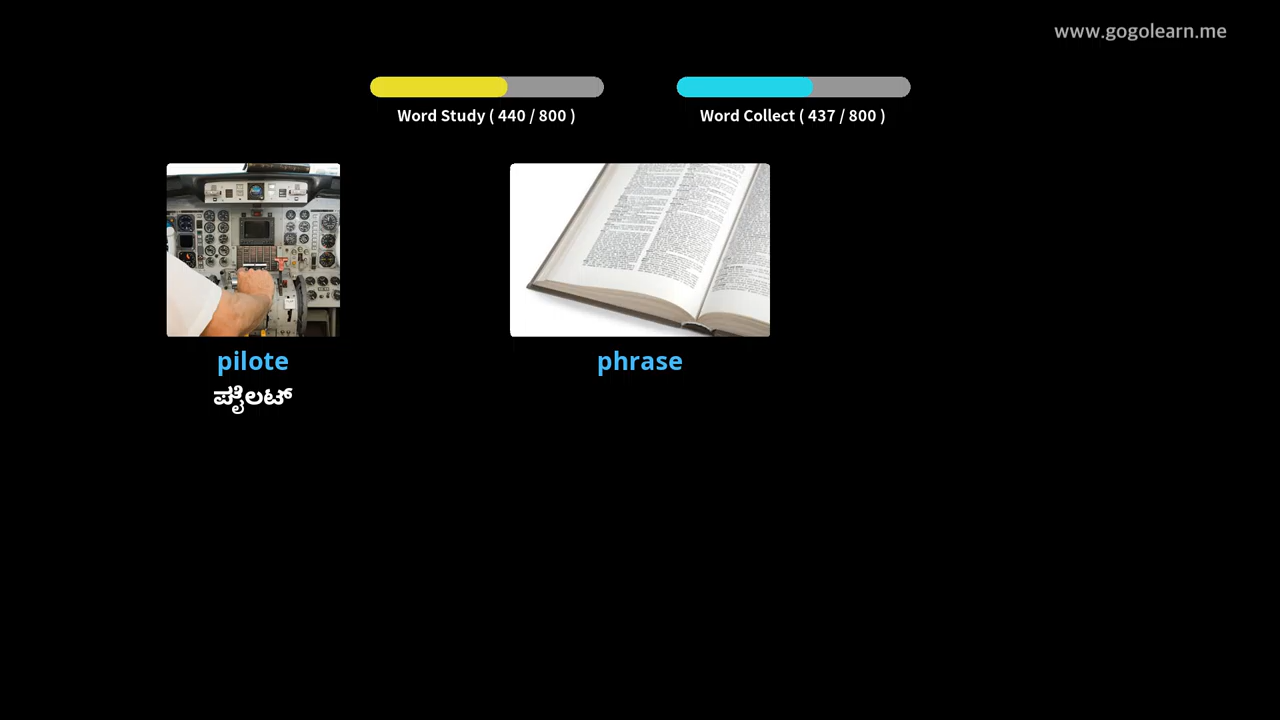 www.gogolearn.me
Word Study ( 440 / 800 )
Word Collect ( 437 / 800 )
pilote
phrase
ಪೈಲಟ್